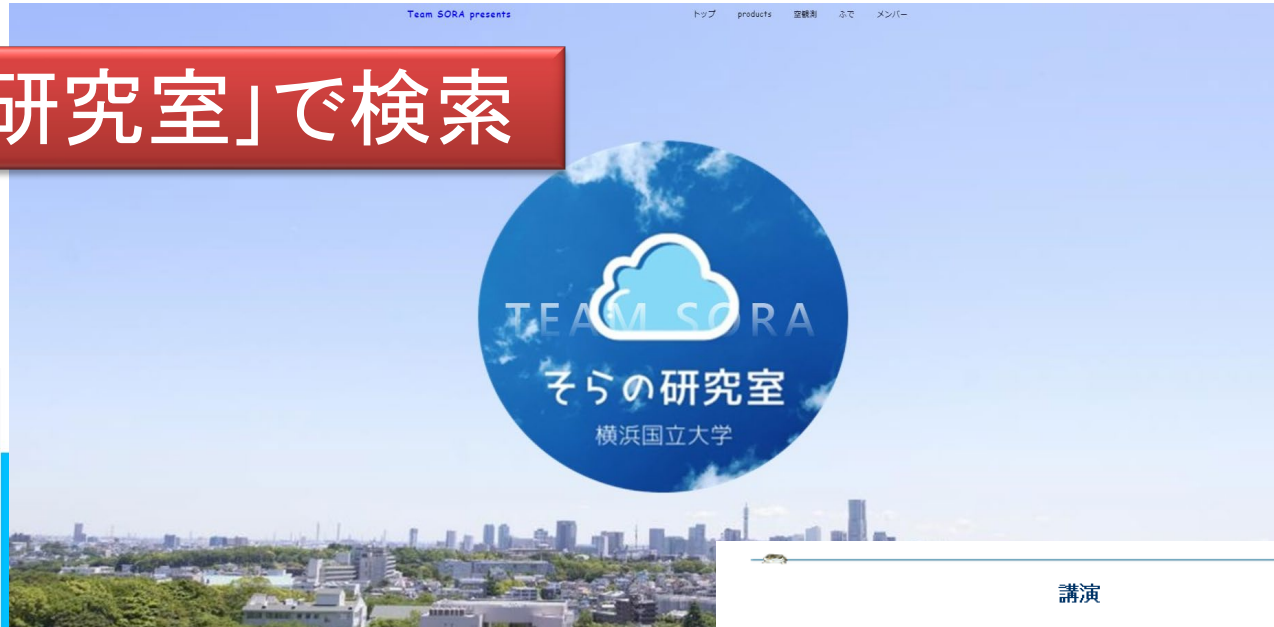 Team SORA presents トップ products 空観測 ふで メンバー
研究室」で検索
TEAM SORA
そらの研究室
横浜国立大学
講演